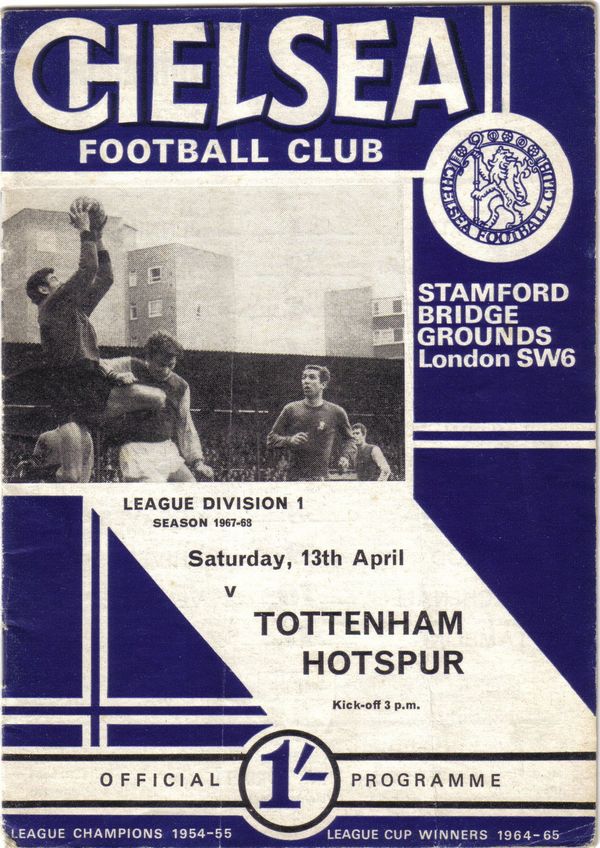 CHELSEA
FOOTBALL CLUB
CHELSEA FOOTBALL CLUB
STAMFORD
BRIDGE
GROUNDS
London SW6
LEAGUE DIVISION 1
SEASON 1967-68
Saturday, 13th April
v
TOTTENHAM
HOTSPUR
Kick-off 3 p.m.
OFFICIAL 1/- PROGRAMME
LEAGUE CHAMPIONS 1954-55 LEAGUE CUP WINNERS 1964-65